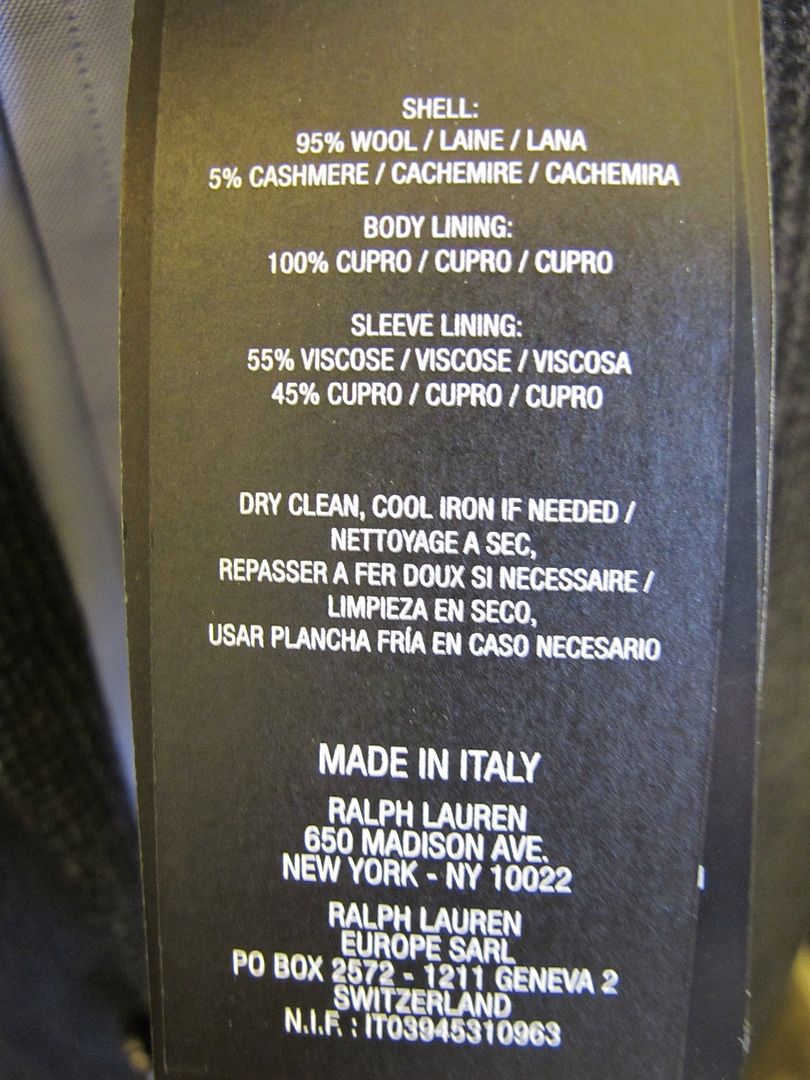 SHELL:
95% WOOL / LAINE / LANA
5% CASHMERE / CACHEMIRE / CACHEMIRA
BODY LINING:
100% CUPRO / CUPRO / CUPRO
SLEEVE LINING:
55% VISCOSE / VISCOSE / VISCOSA
45% CUPRO / CUPRO / CUPRO
DRY CLEAN, COOL IRON IF NEEDED /
NETTOYAGE A SEC,
REPASSER A FER DOUX SI NECESSAIRE /
LIMPIEZA EN SECO,
USAR PLANCHA FRÍA EN CASO NECESARIO
MADE IN ITALY
RALPH LAUREN
650 MADISON AVE.
NEW YORK - NY 10022
RALPH LAUREN
EUROPE SARL
PO BOX 2572 - 1211 GENEVA 2
SWITZERLAND
N.I.F. : IT03945310963